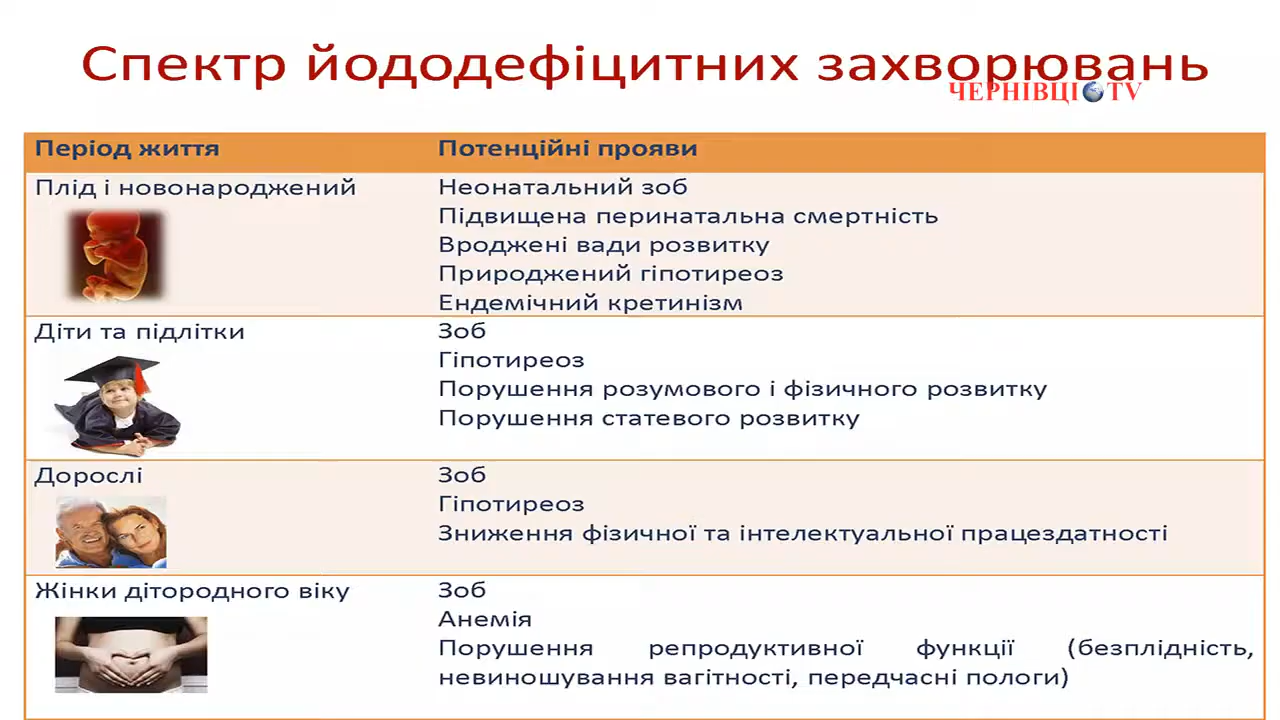 Спектр йододефіцитних захворювань
ЧЕРНІВЦІ TV
Період життя
Потенційні прояви
Плід і новонароджений
Неонатальний зоб
Підвищена перинатальна смертність
Вроджені вади розвитку
Природжений гіпотиреоз
Ендемічний кретинізм
Діти та підлітки
Зоб
Гіпотиреоз
Порушення розумового і фізичного розвитку
Порушення статевого розвитку
Дорослі
Зоб
Гіпотиреоз
Зниження фізичної та інтелектуальної працездатності
Жінки дітородного віку
Зоб
Анемія
Порушення репродуктивної функції (безплідність,
невиношування вагітності, передчасні пологи)